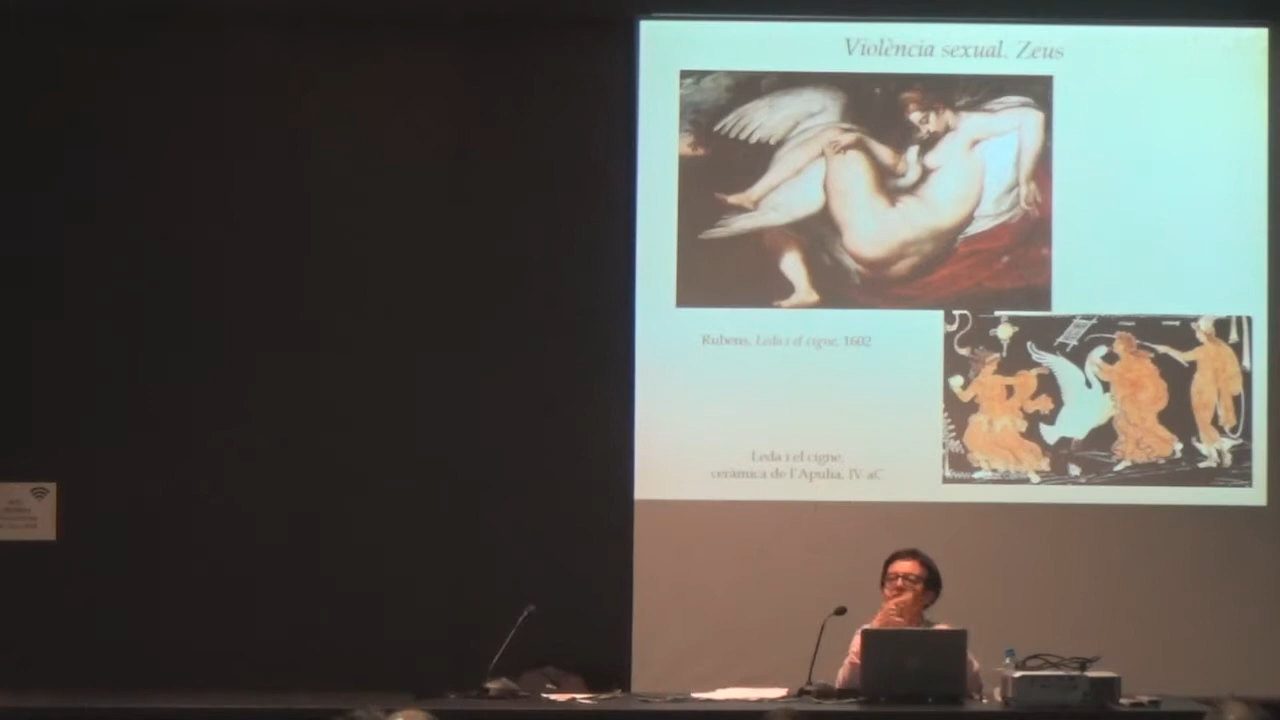 Violència sexual. Zeus
Rubens, Leda i el cigne, 1602
Leda i el cigne,
ceràmica de l'Apulia, IV aC